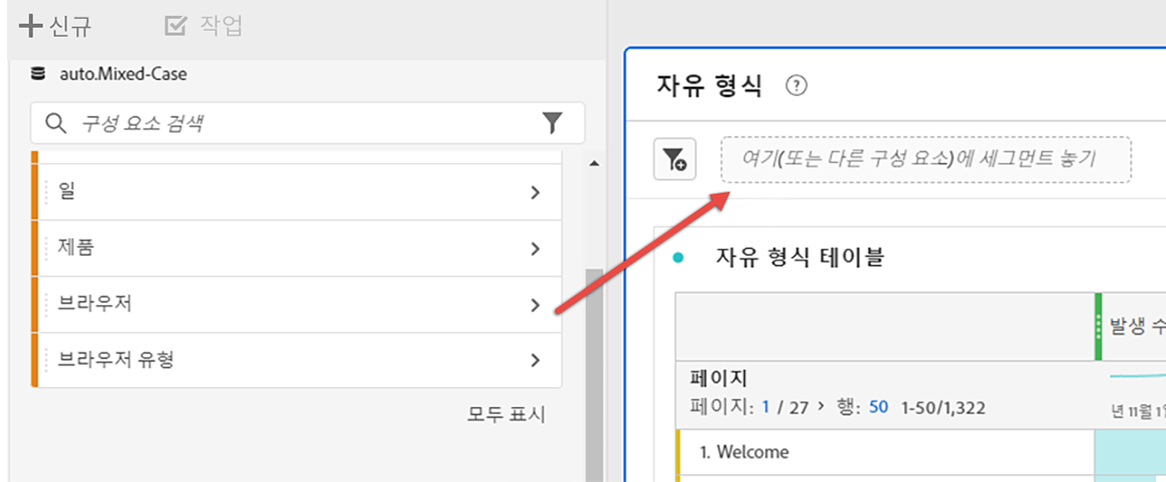 신규
작업
auto.Mixed-Case
구성 요소 검색
일
제품
브라우저
브라우저 유형
모두 표시
자유 형식 ?
여기(또는 다른 구성 요소)에 세그먼트 놓기
자유 형식 테이블
발생 수
페이지
페이지: 1 / 27 > 행: 50 1-50/1,322
년 11월 1일
1. Welcome